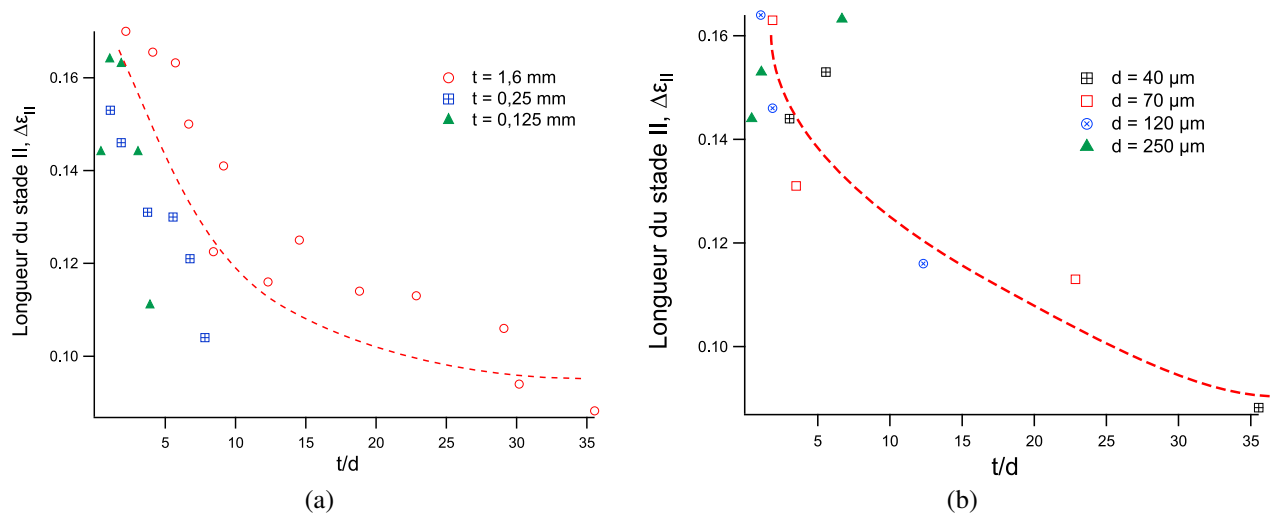 Longueur du stade II, Δε_II
0.16
0.14
0.12
0.10
5
10
15
20
25
30
35
t/d
t = 1,6 mm
t = 0,25 mm
t = 0,125 mm
(a)
Longueur du stade II, Δε_II
0.16
0.14
0.12
0.10
5
10
15
20
25
30
35
t/d
d = 40 µm
d = 70 µm
d = 120 µm
d = 250 µm
(b)